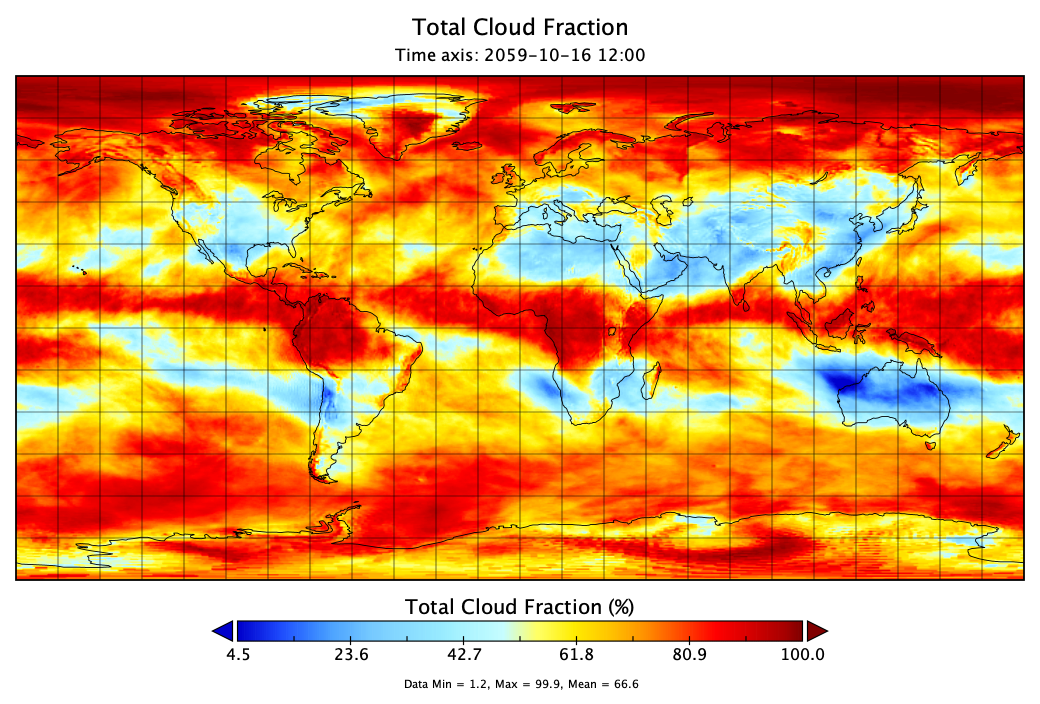 Total Cloud Fraction
Time axis: 2059-10-16 12:00
Total Cloud Fraction (%)
4.5 23.6 42.7 61.8 80.9 100.0
Data Min = 1.2, Max = 99.9, Mean = 66.6